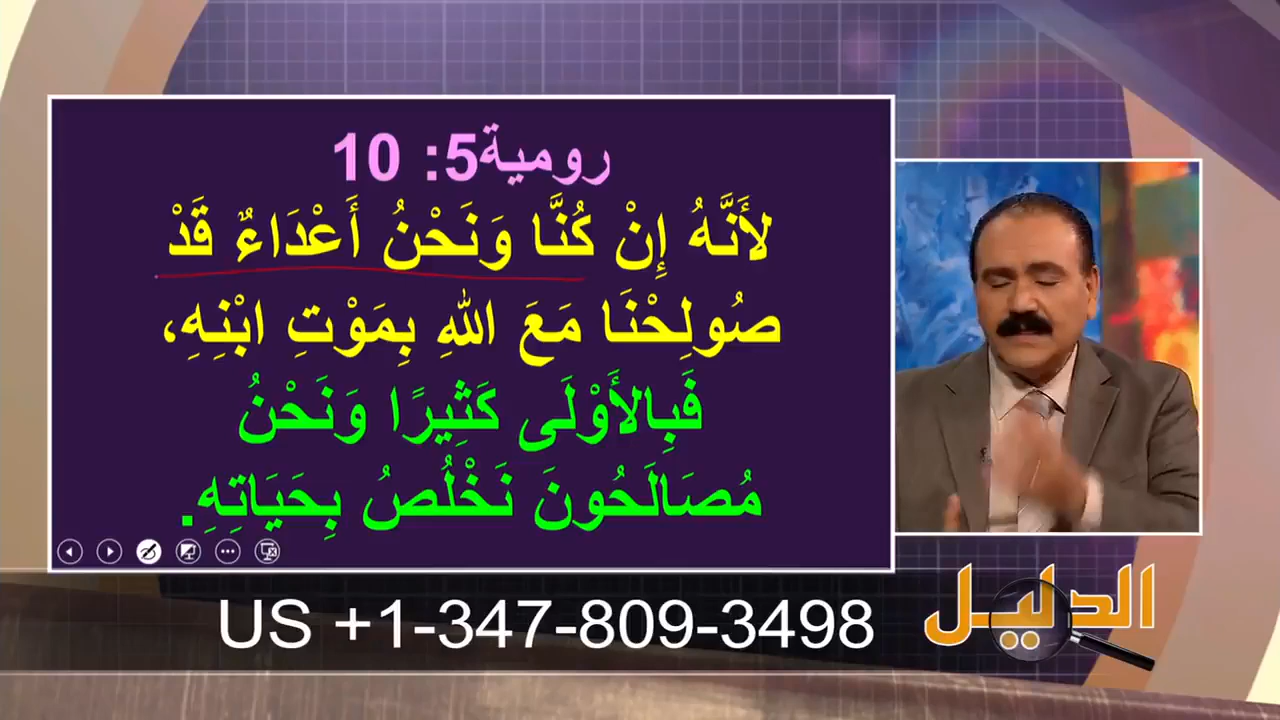 رومية5: 10
لأَنَّهُ إِنْ كُنَّا وَنَحْنُ أَعْدَاءٌ قَدْ
صُولِحْنَا مَعَ اللهِ بِمَوْتِ ابْنِهِ،
فَبِالأَوْلَى كَثِيرًا وَنَحْنُ
مُصَالَحُونَ نَخْلُصُ بِحَيَاتِهِ.
US +1-347-809-3498
الدليل